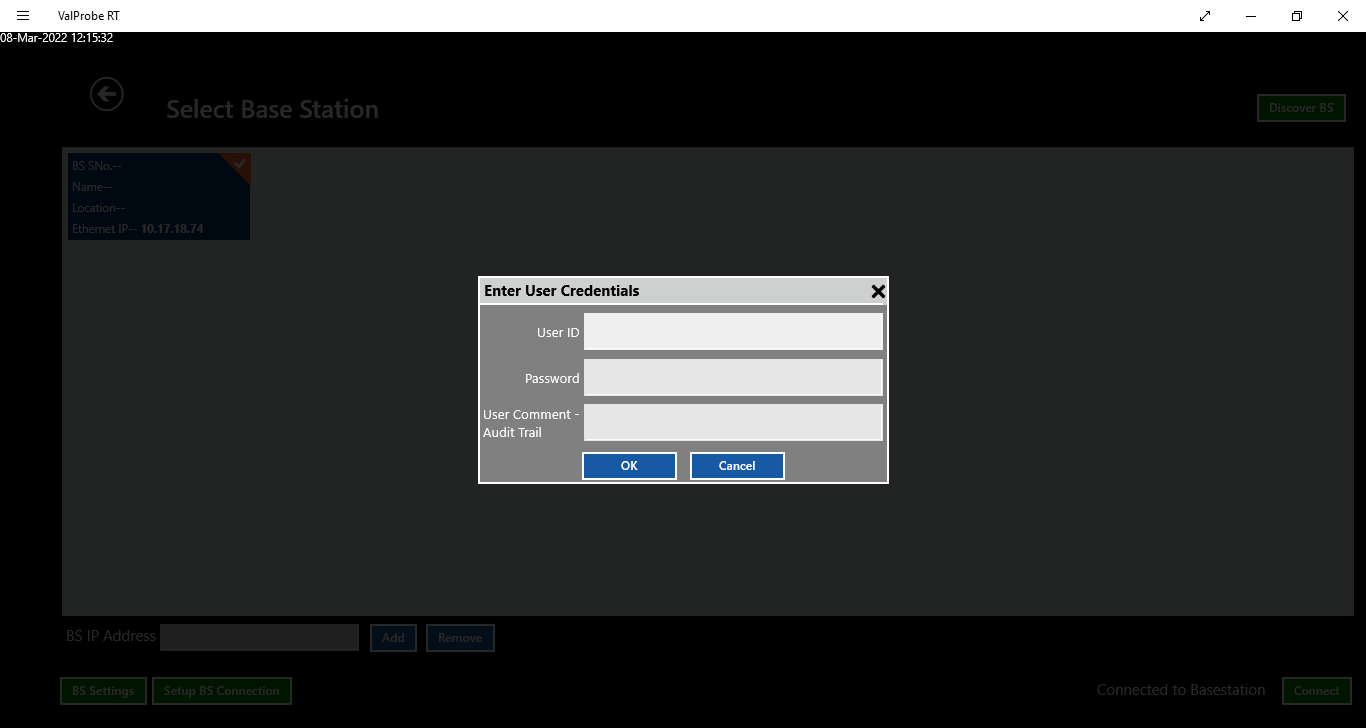 ValProbe RT
08-Mar-2022 12:15:32
Select Base Station
Discover BS
BS SNo.--
Name--
Location--
Ethernet IP-- 10.17.18.74
Enter User Credentials
User ID
Password
User Comment -
Audit Trail
OK Cancel
BS IP Address Add Remove
BS Settings Setup BS Connection Connected to Basestation Connect